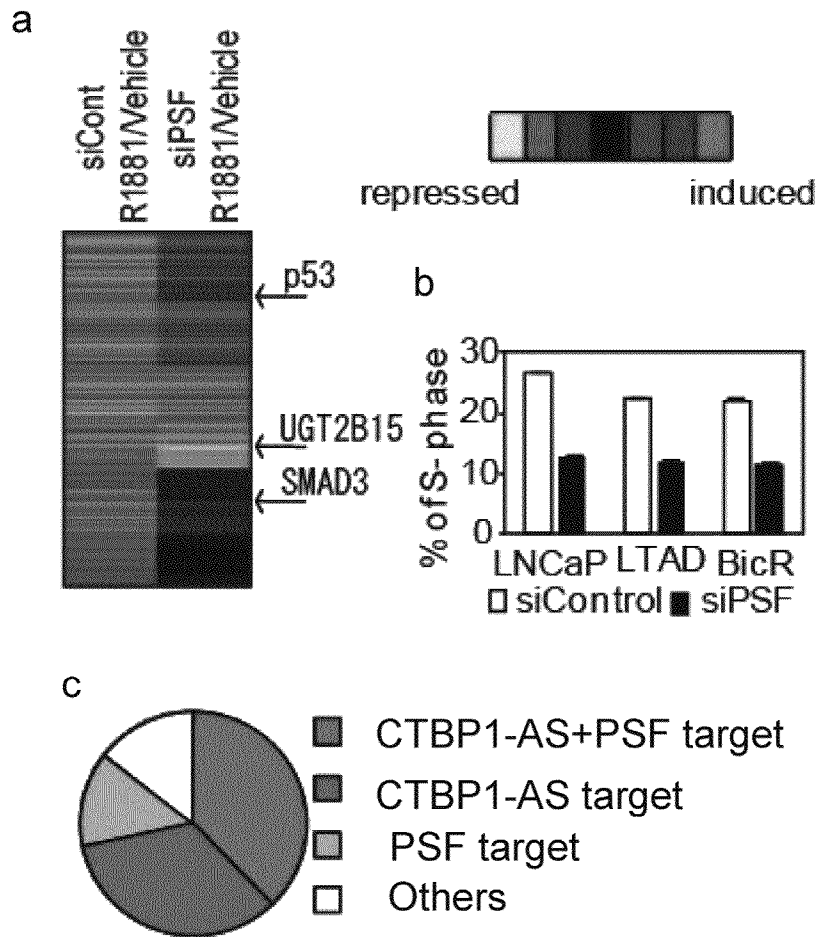 a
siCont
R1881/Vehicle
siPSF
R1881/Vehicle
repressed induced
p53
UGT2B15
SMAD3
b
% of S- phase
30
20
10
0
LNCaP LTAD BicR
siControl siPSF
c
CTBP1-AS+PSF target
CTBP1-AS target
PSF target
Others